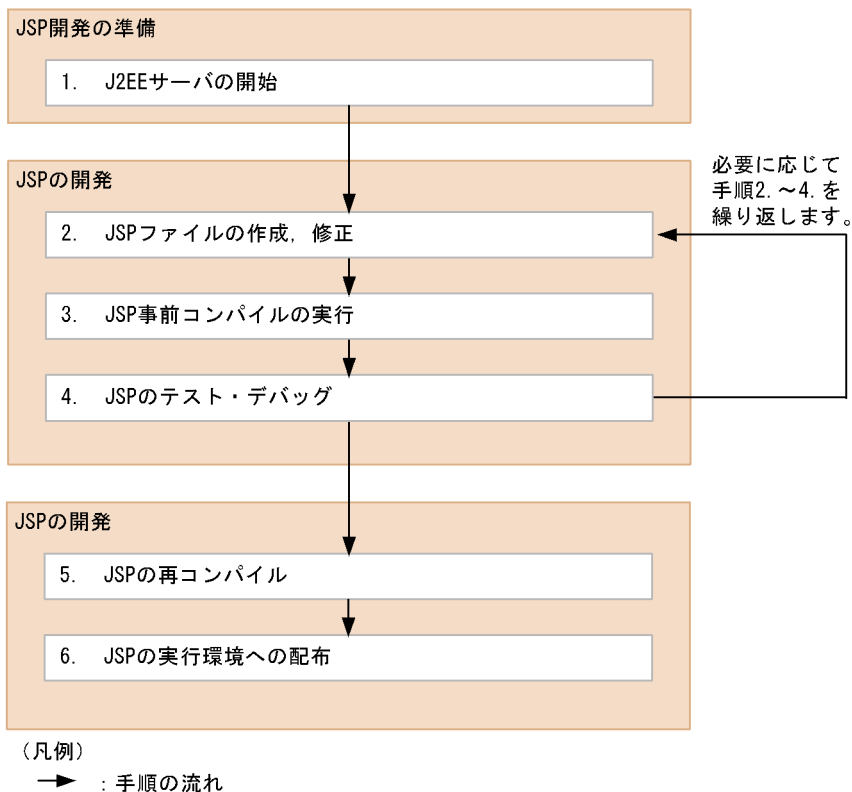 JSP開発の準備
1. J2EEサーバの開始
JSPの開発
必要に応じて
手順2.～4.を
繰り返します。
2. JSPファイルの作成，修正
3. JSP事前コンパイルの実行
4. JSPのテスト・デバッグ
JSPの開発
5. JSPの再コンパイル
6. JSPの実行環境への配布
（凡例）
：手順の流れ